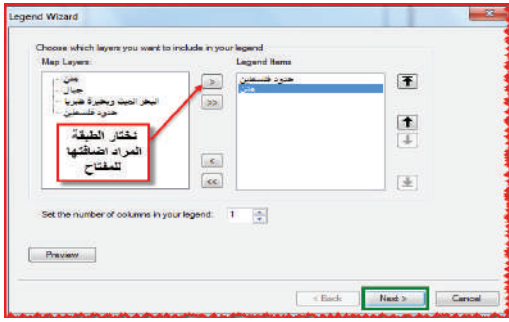 Legend Wizard
Choose which layers you want to include in your legend
Map Layers:
Legend Items
مدن
جبال
البحر الميت وبحيرة طبريا
حدود فلسطين
حدود فلسطين
مدن
>
>>
<
<<
نختار الطبقة
المراد اضافتها
للمفتاح
Set the number of columns in your legend: 1
Preview
< Back
Next >
Cancel